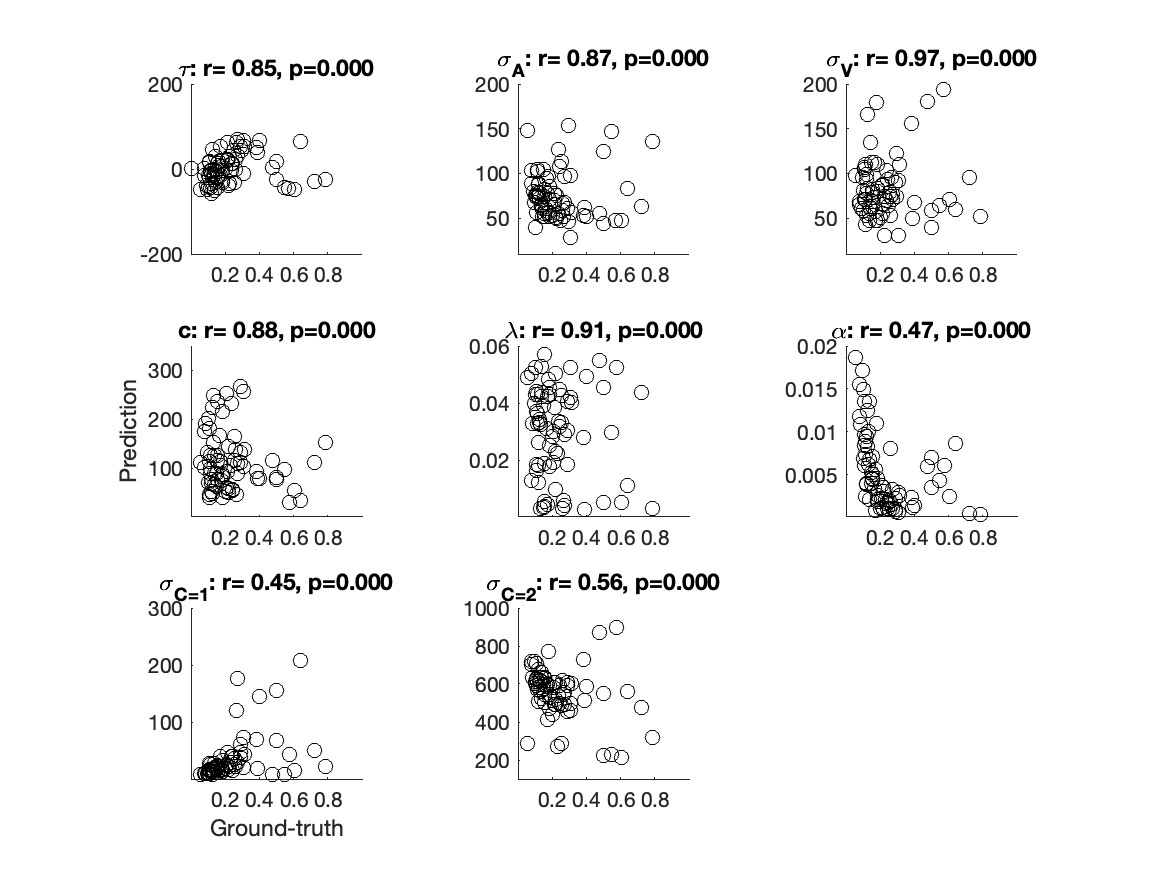 τ: r= 0.85, p=0.000
200
0
-200
0.2 0.4 0.6 0.8
σA: r= 0.87, p=0.000
200
150
100
50
0.2 0.4 0.6 0.8
σV: r= 0.97, p=0.000
200
150
100
50
0.2 0.4 0.6 0.8
c: r= 0.88, p=0.000
300
200
100
Prediction
0.2 0.4 0.6 0.8
λ: r= 0.91, p=0.000
0.06
0.04
0.02
0.2 0.4 0.6 0.8
α: r= 0.47, p=0.000
0.02
0.015
0.01
0.005
0.2 0.4 0.6 0.8
σC=1: r= 0.45, p=0.000
300
200
100
0.2 0.4 0.6 0.8
Ground-truth
σC=2: r= 0.56, p=0.000
1000
800
600
400
200
0.2 0.4 0.6 0.8